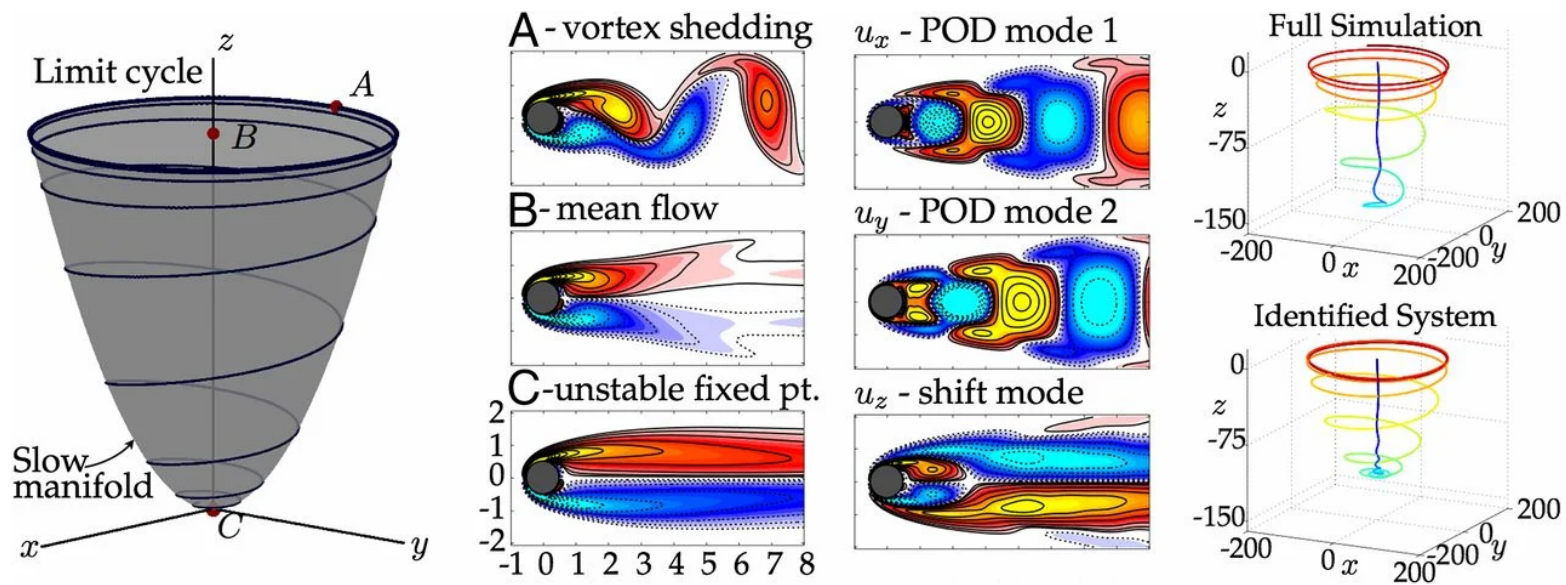 z
Limit cycle
A
B
Slow
manifold
C
x
y
A - vortex shedding
B- mean flow
C-unstable fixed pt.
2
1
0
-1
-2
-1 0 1 2 3 4 5 6 7 8
uₓ - POD mode 1
u_y - POD mode 2
u_z - shift mode
Full Simulation
0
z
-75
-150
-200
0 x
200
-200
0 y
200
Identified System
0
z
-75
-150
-200
0 x
200
-200
0 y
200